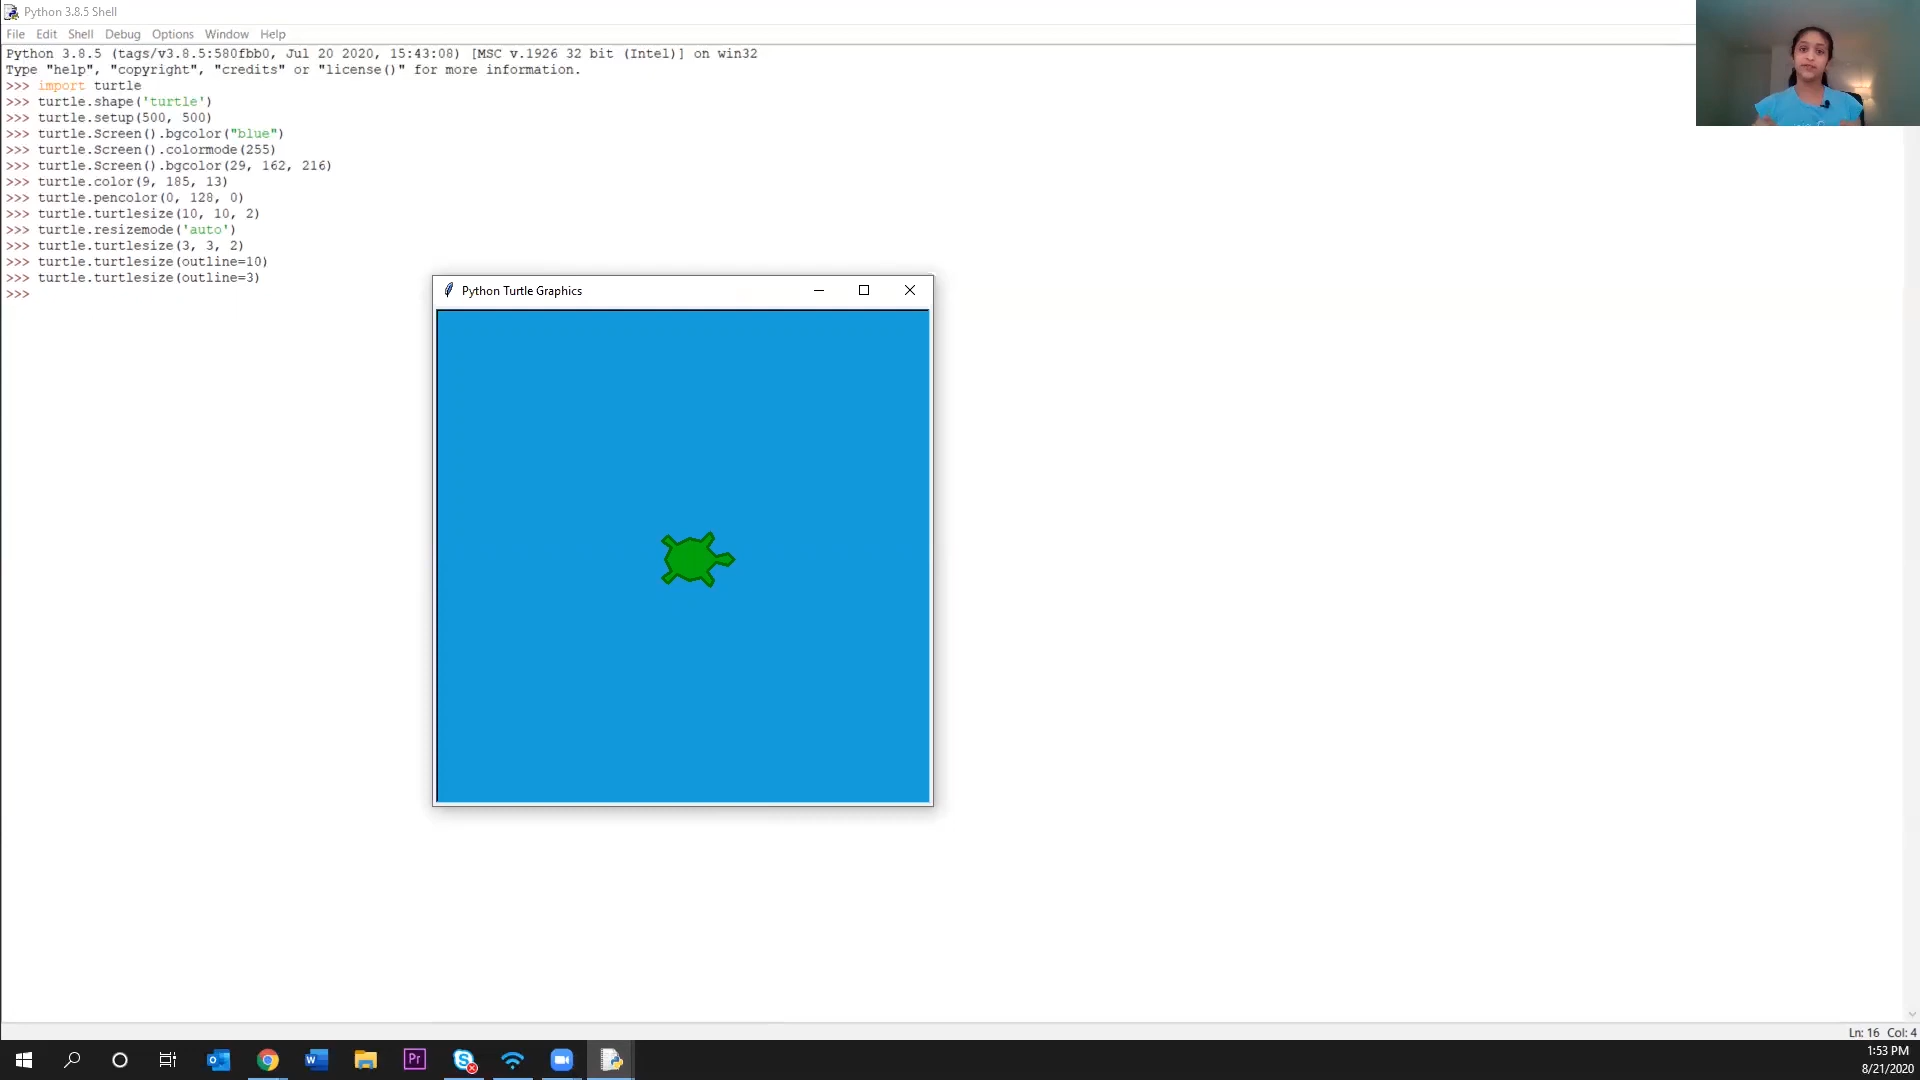 Python 3.8.5 Shell
File Edit Shell Debug Options Window Help
Python 3.8.5 (tags/v3.8.5:580fbb0, Jul 20 2020, 15:43:08) [MSC v.1926 32 bit (Intel)] on win32
Type "help", "copyright", "credits" or "license()" for more information.
>>> import turtle
>>> turtle.shape('turtle')
>>> turtle.setup(500, 500)
>>> turtle.Screen().bgcolor("blue")
>>> turtle.Screen().colormode(255)
>>> turtle.Screen().bgcolor(29, 162, 216)
>>> turtle.color(9, 185, 13)
>>> turtle.pencolor(0, 128, 0)
>>> turtle.turtlesize(10, 10, 2)
>>> turtle.resizemode('auto')
>>> turtle.turtlesize(3, 3, 2)
>>> turtle.turtlesize(outline=10)
>>> turtle.turtlesize(outline=3)
>>>
Python Turtle Graphics
Ln: 16 Col: 4
Pr
1:53 PM
8/21/2020